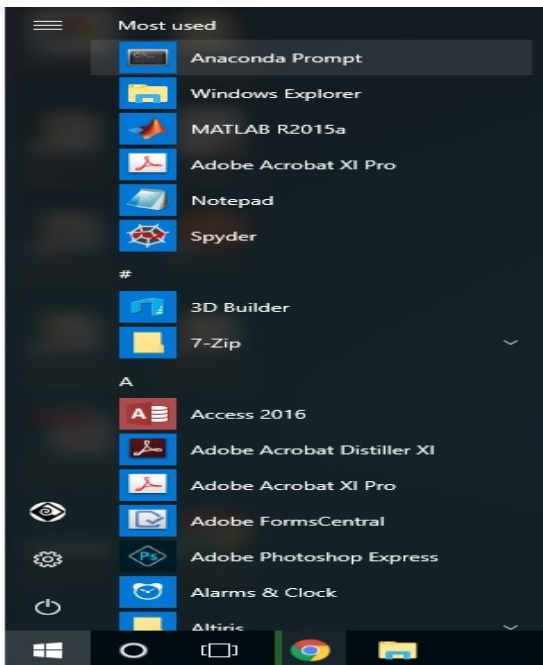 Most used
Anaconda Prompt
Windows Explorer
MATLAB R2015a
Adobe Acrobat XI Pro
Notepad
Spyder
#
3D Builder
7-Zip
A
Access 2016
Adobe Acrobat Distiller XI
Adobe Acrobat XI Pro
Adobe FormsCentral
Adobe Photoshop Express
Alarms & Clock
Altiris